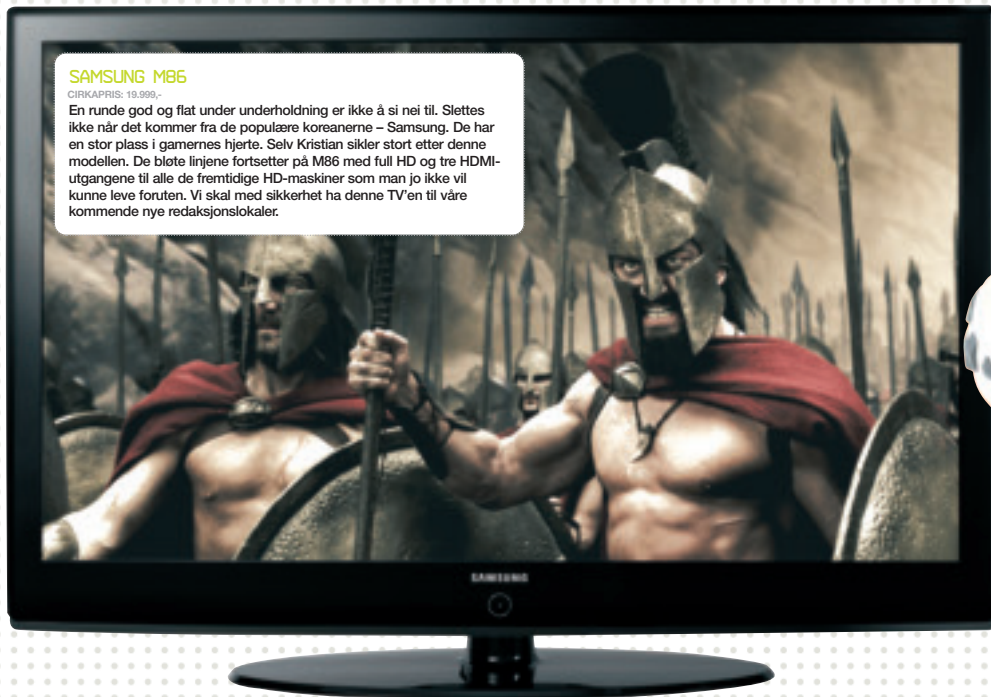 SAMSUNG M86
CIRKAPRIS: 19.999,-
En runde god og flat under underholdning er ikke å si nei til. Slettes
ikke når det kommer fra de populære koreanerne – Samsung. De har
en stor plass i gamernes hjerte. Selv Kristian sikler stort etter denne
modellen. De bløte linjene fortsetter på M86 med full HD og tre HDMI-
utgangene til alle de fremtidige HD-maskiner som man jo ikke vil
kunne leve foruten. Vi skal med sikkerhet ha denne TV'en til våre
kommende nye redaksjonslokaler.
SAMSUNG